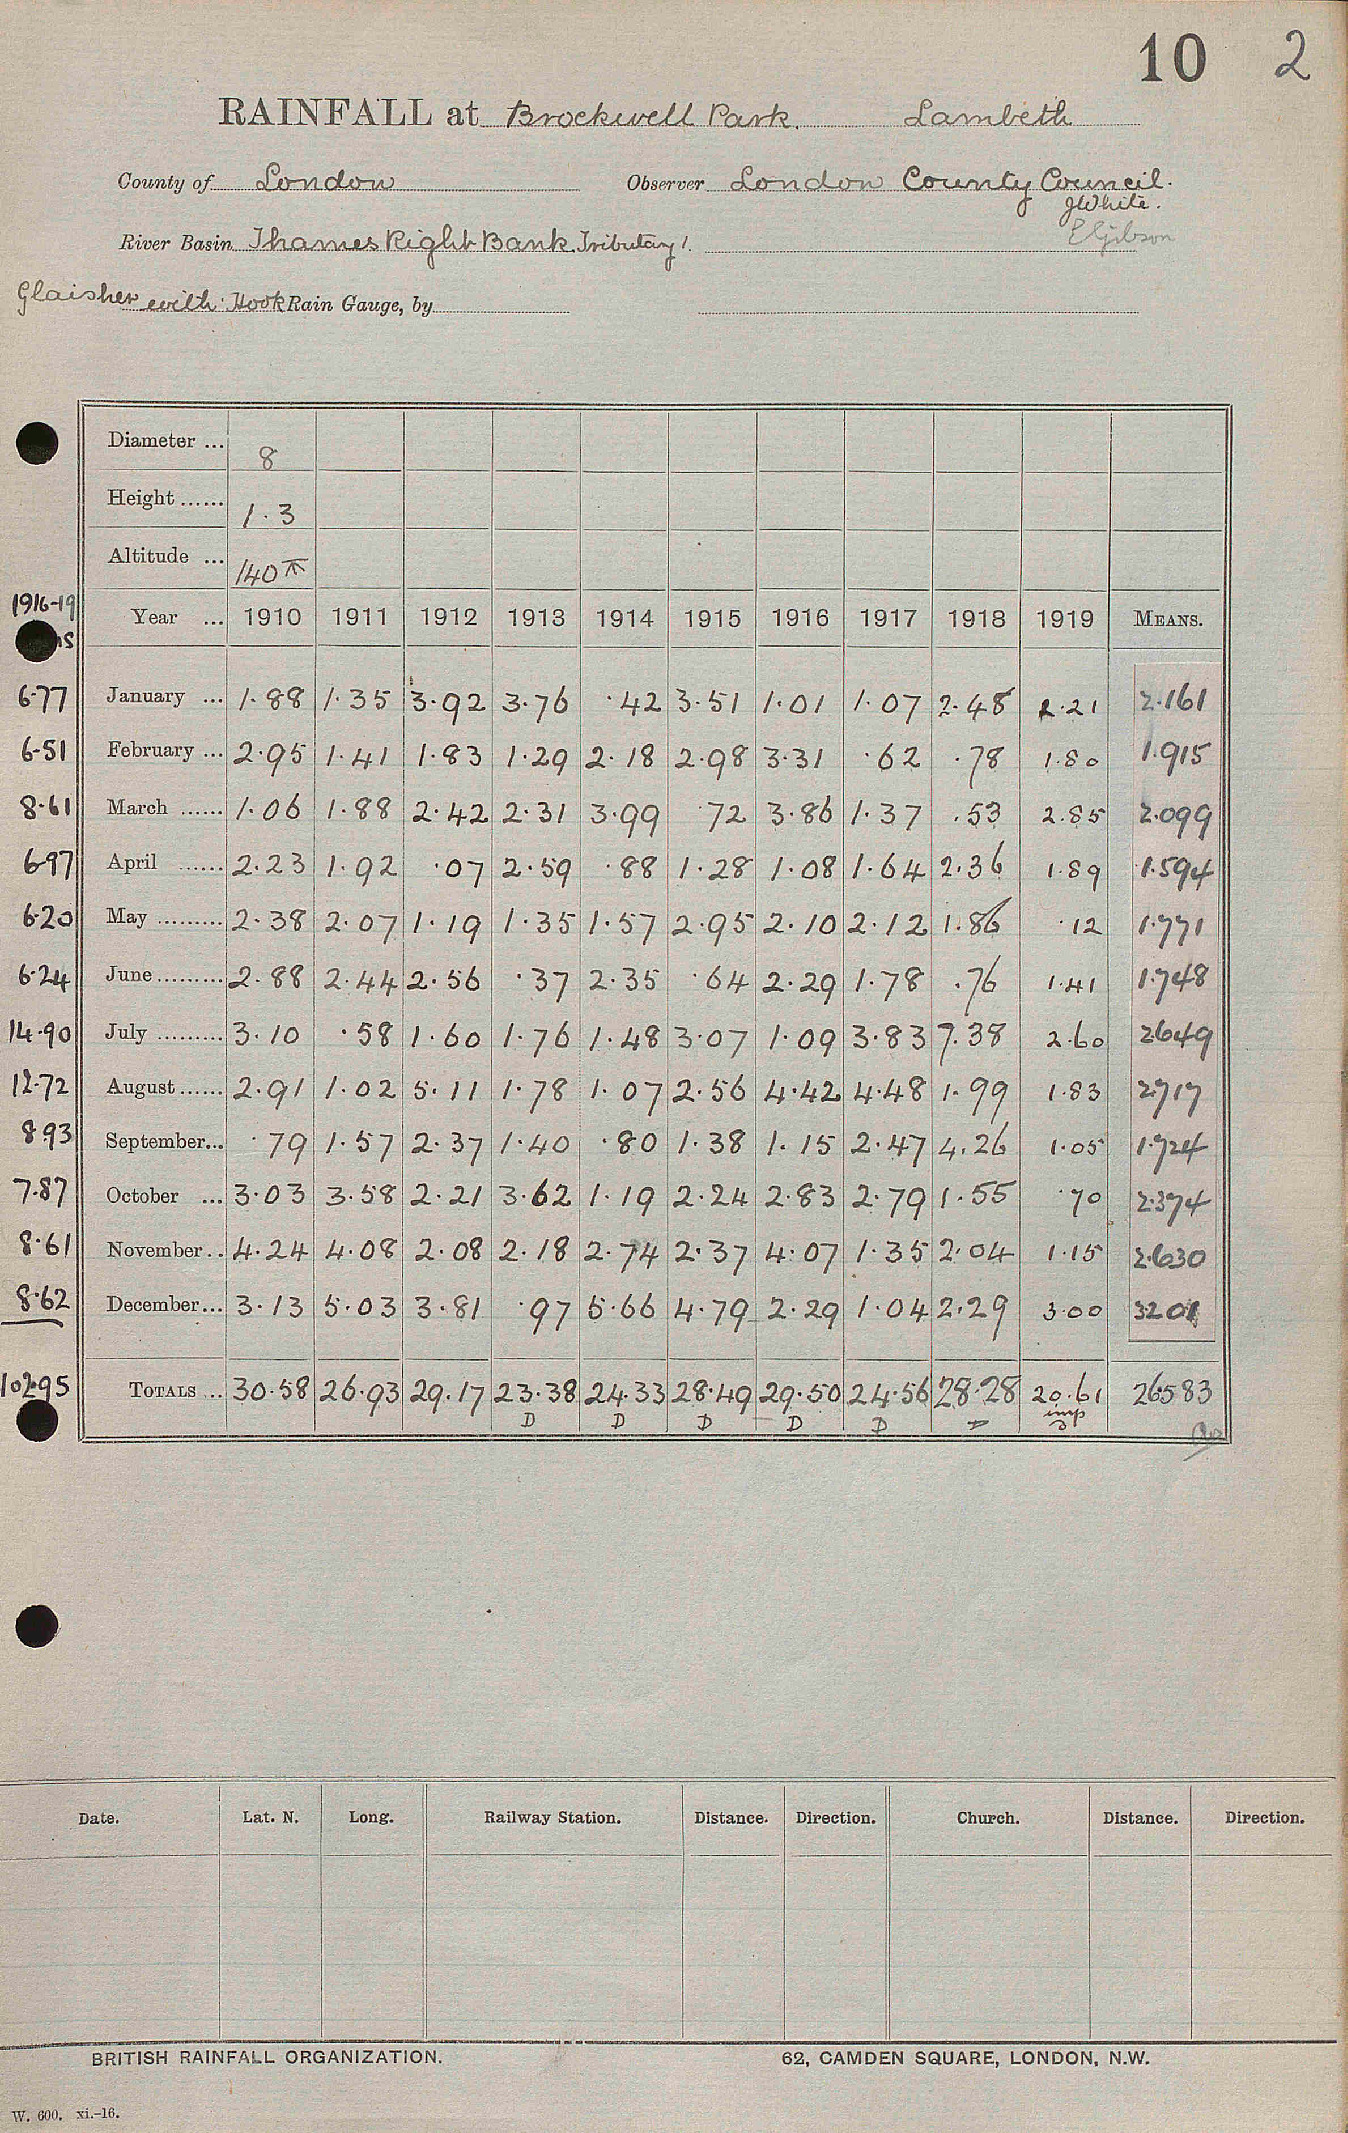 10 2
RAINFALL at Brockwell Park. Lambeth
County of London Observer London County Council.
JWhite.
River Basin Thames Right Bank Tributary 1. EGibson
Glaisher with Hook Rain Gauge, by
Diameter ... 8
Height ...... 1.3
Altitude ... 140
1916-19 Year ... 1910 1911 1912 1913 1914 1915 1916 1917 1918 1919 MEANS.
6.77 January ... 1.88 1.35 3.92 3.76 .42 3.51 1.01 1.07 2.48 2.21 2.161
6.51 February ... 2.95 1.41 1.83 1.29 2.18 2.98 3.31 .62 .78 1.80 1.915
8.61 March ...... 1.06 1.88 2.42 2.31 3.99 .72 3.86 1.37 .53 2.85 2.099
6.97 April ...... 2.23 1.92 .07 2.59 .88 1.28 1.08 1.64 2.36 1.89 1.594
6.20 May ......... 2.38 2.07 1.19 1.35 1.57 2.95 2.10 2.12 1.86 .12 1.771
6.24 June ......... 2.88 2.44 2.56 .37 2.35 .64 2.29 1.78 .76 1.41 1.748
14.90 July ......... 3.10 .58 1.60 1.76 1.48 3.07 1.09 3.83 7.38 2.60 2649
12.72 August ...... 2.91 1.02 5.11 1.78 1.07 2.56 4.42 4.48 1.99 1.83 2717
8.93 September... .79 1.57 2.37 1.40 .80 1.38 1.15 2.47 4.26 1.05 1.724
7.87 October ... 3.03 3.58 2.21 3.62 1.19 2.24 2.83 2.79 1.55 .70 2.374
8.61 November .. 4.24 4.08 2.08 2.18 2.74 2.37 4.07 1.35 2.04 1.15 2.630
8.62 December... 3.13 5.03 3.81 .97 5.66 4.79 2.29 1.04 2.29 3.00 3201
102.95 TOTALS ... 30.58 26.93 29.17 23.38 24.33 28.49 29.50 24.56 28.28 20.61 26583
D D D D D D imp
D
Date. Lat. N. Long. Railway Station. Distance. Direction. Church. Distance. Direction.
BRITISH RAINFALL ORGANIZATION. 62, CAMDEN SQUARE, LONDON, N.W.
W. 600. xi.-16.